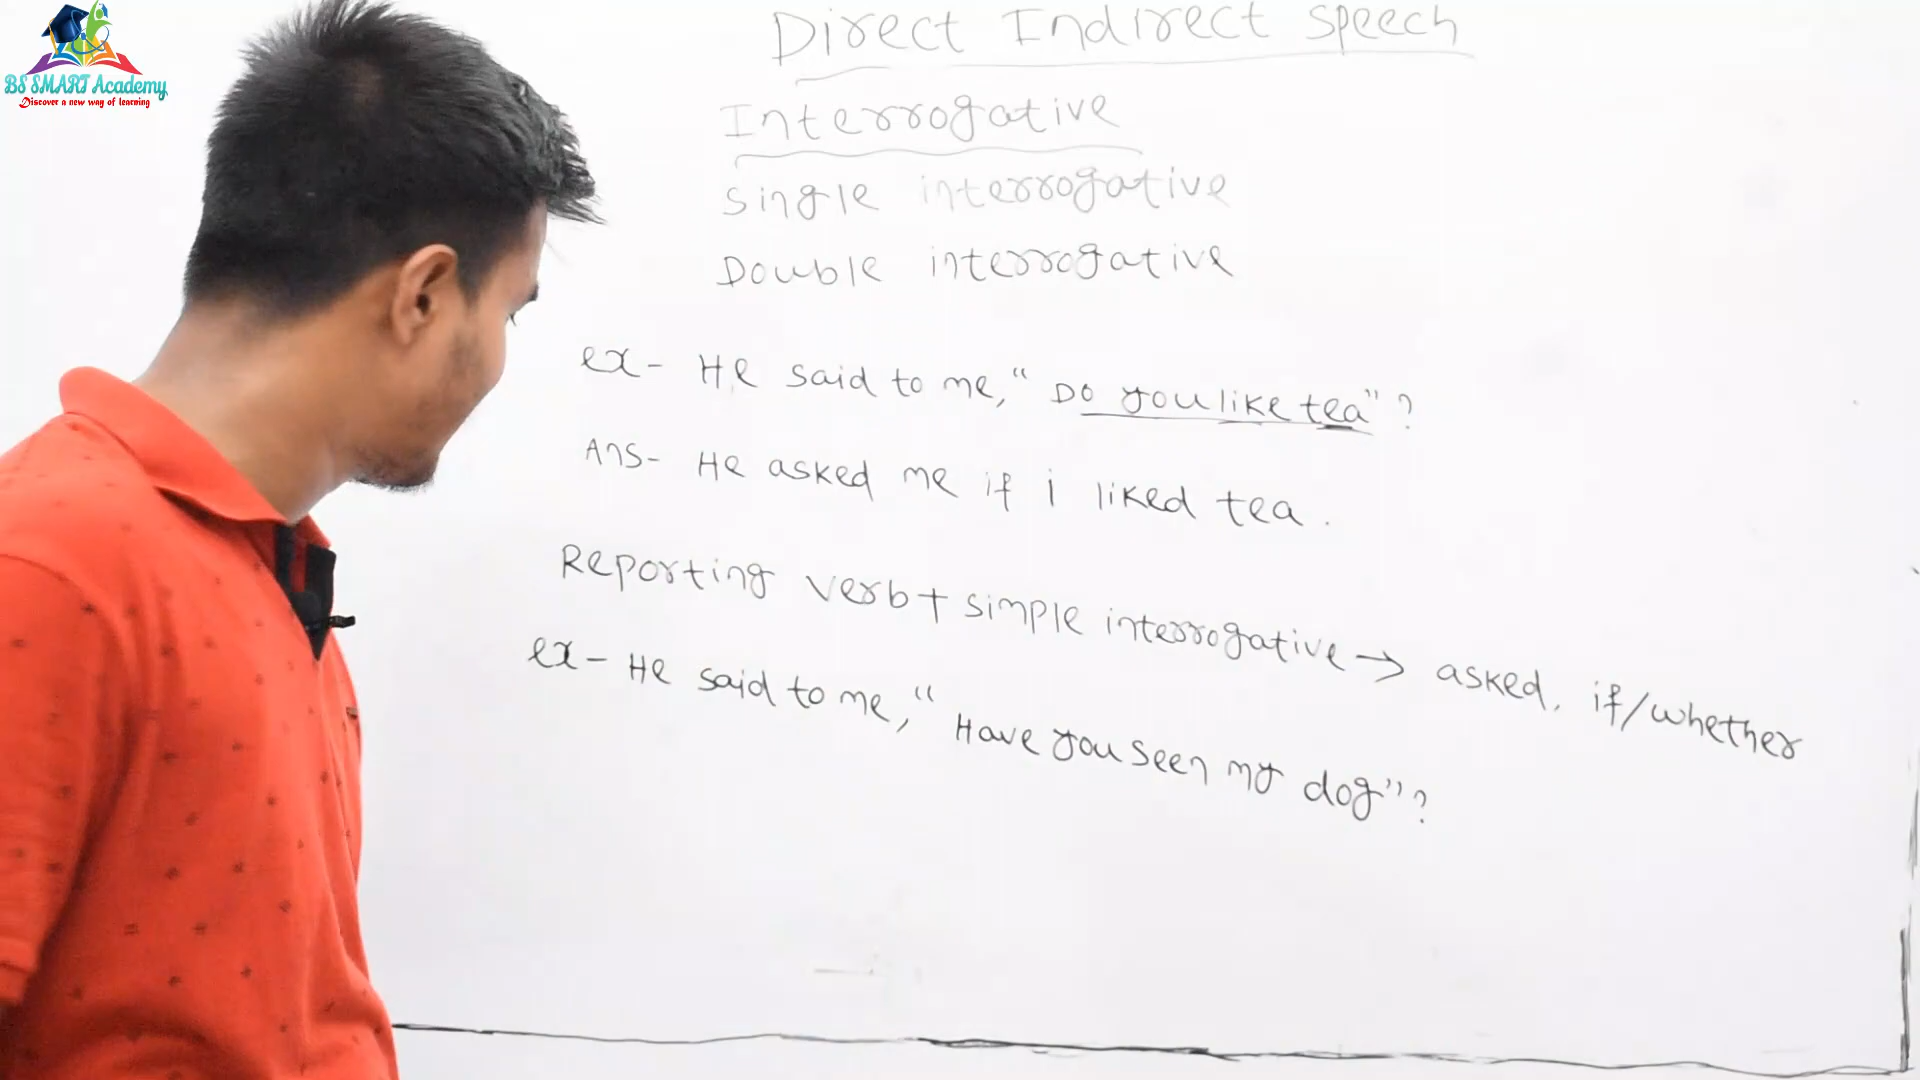 BS SMART Academy
Discover a new way of learning
Direct Indirect speech
Interrogative
Single interrogative
Double interrogative
ex- He said to me, "Do you like tea"?
Ans- He asked me if i liked tea.
Reporting verb + simple interrogative → asked, if/whether
ex- He said to me, "Have you seen my dog"?